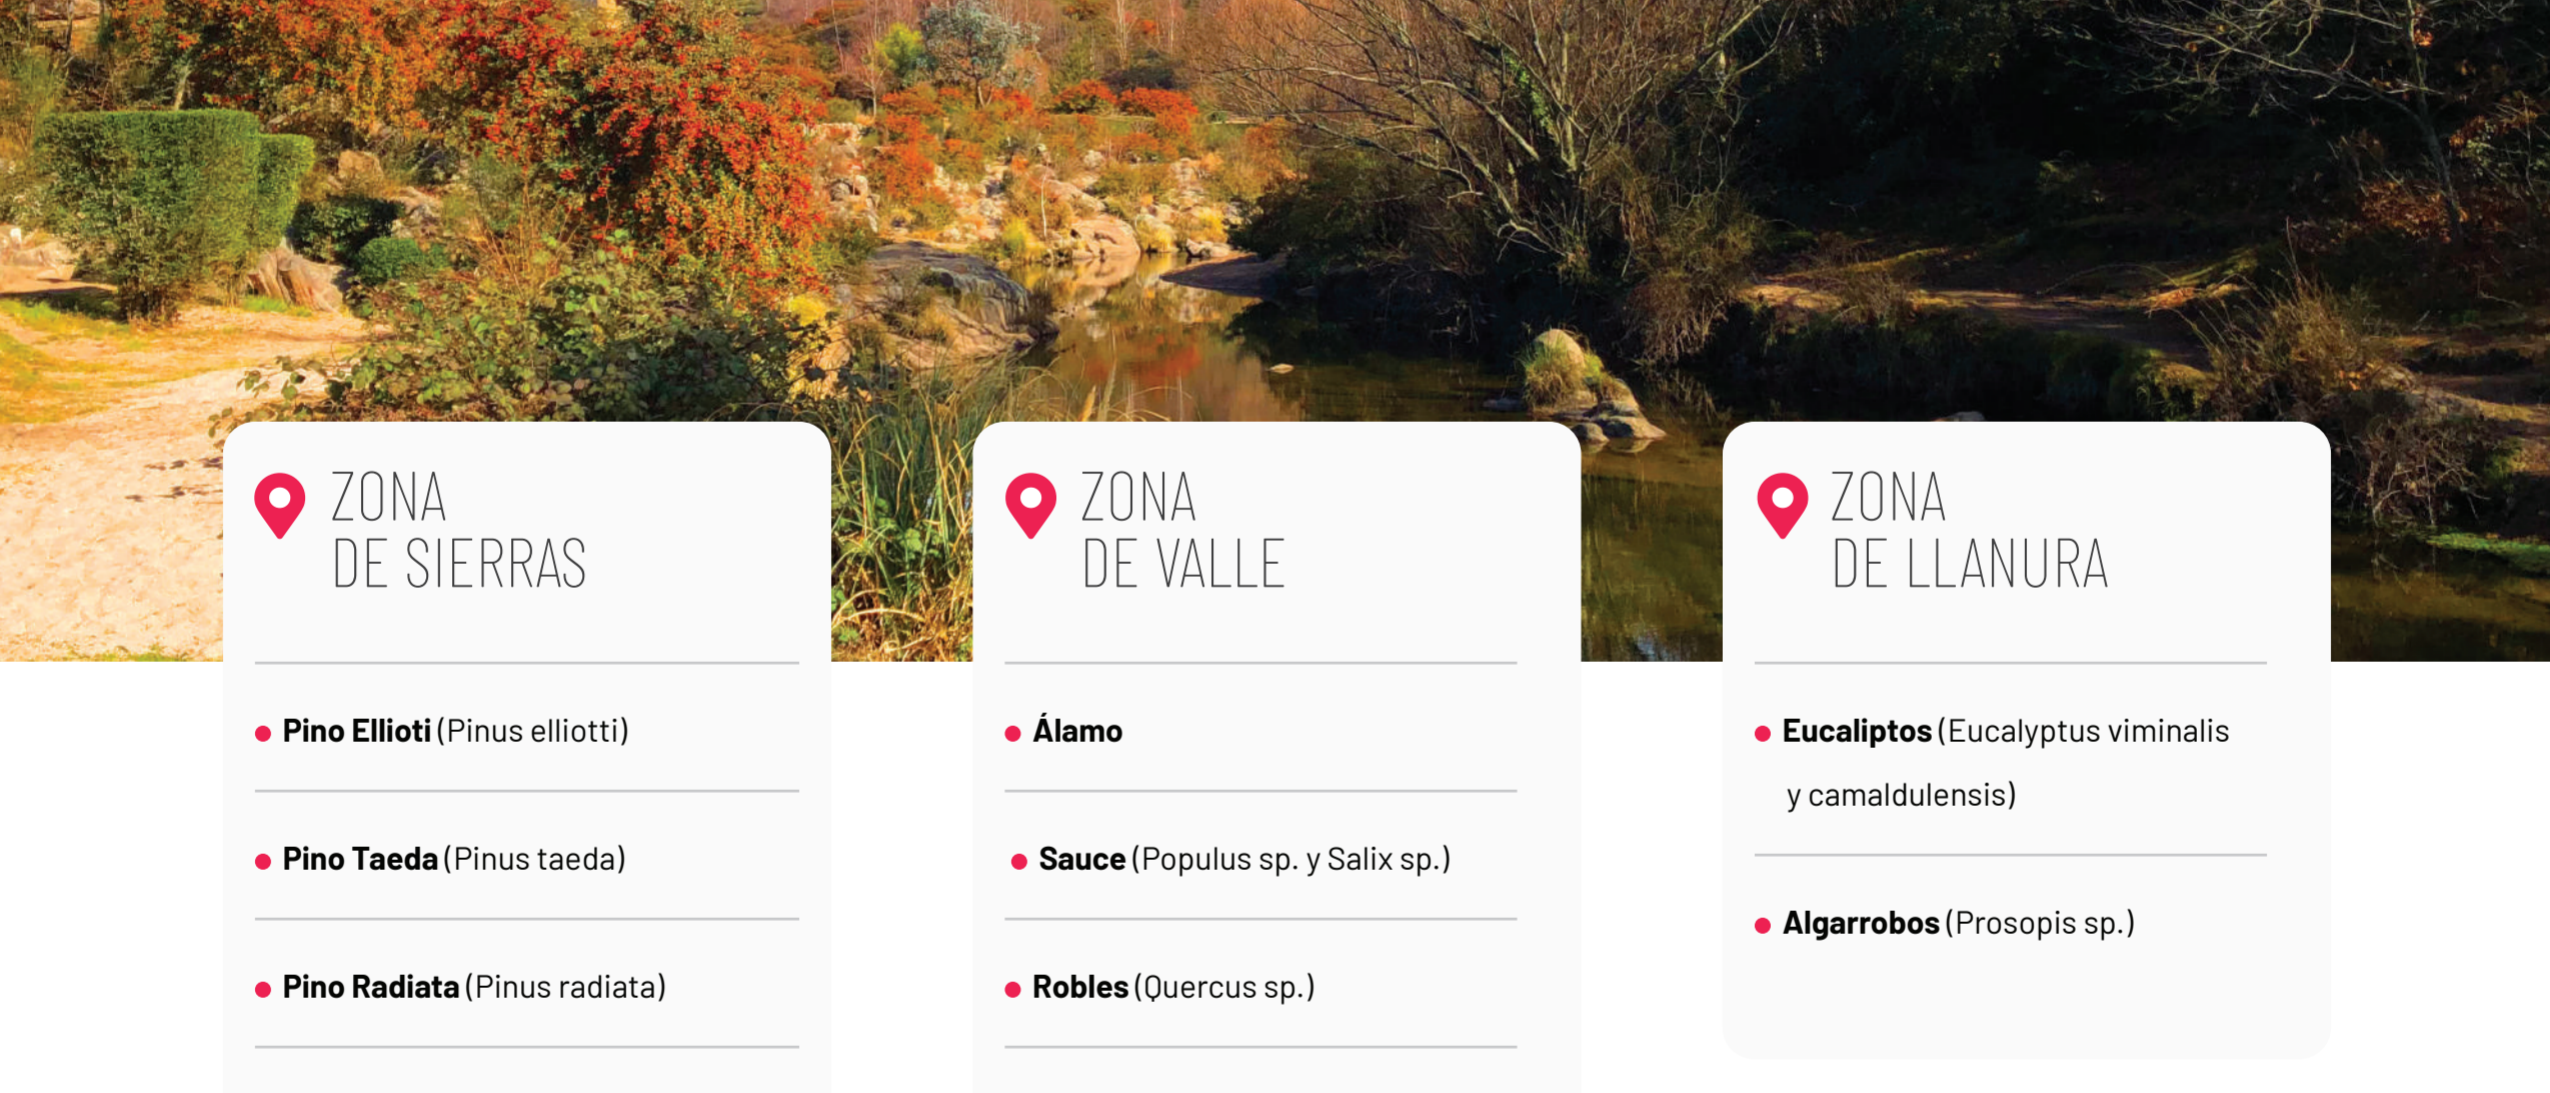 ZONA
DE SIERRAS
Pino Ellioti (Pinus elliotti)
Pino Taeda (Pinus taeda)
Pino Radiata (Pinus radiata)
ZONA
DE VALLE
Álamo
Sauce (Populus sp. y Salix sp.)
Robles (Quercus sp.)
ZONA
DE LLANURA
Eucaliptos (Eucalyptus viminalis
y camaldulensis)
Algarrobos (Prosopis sp.)